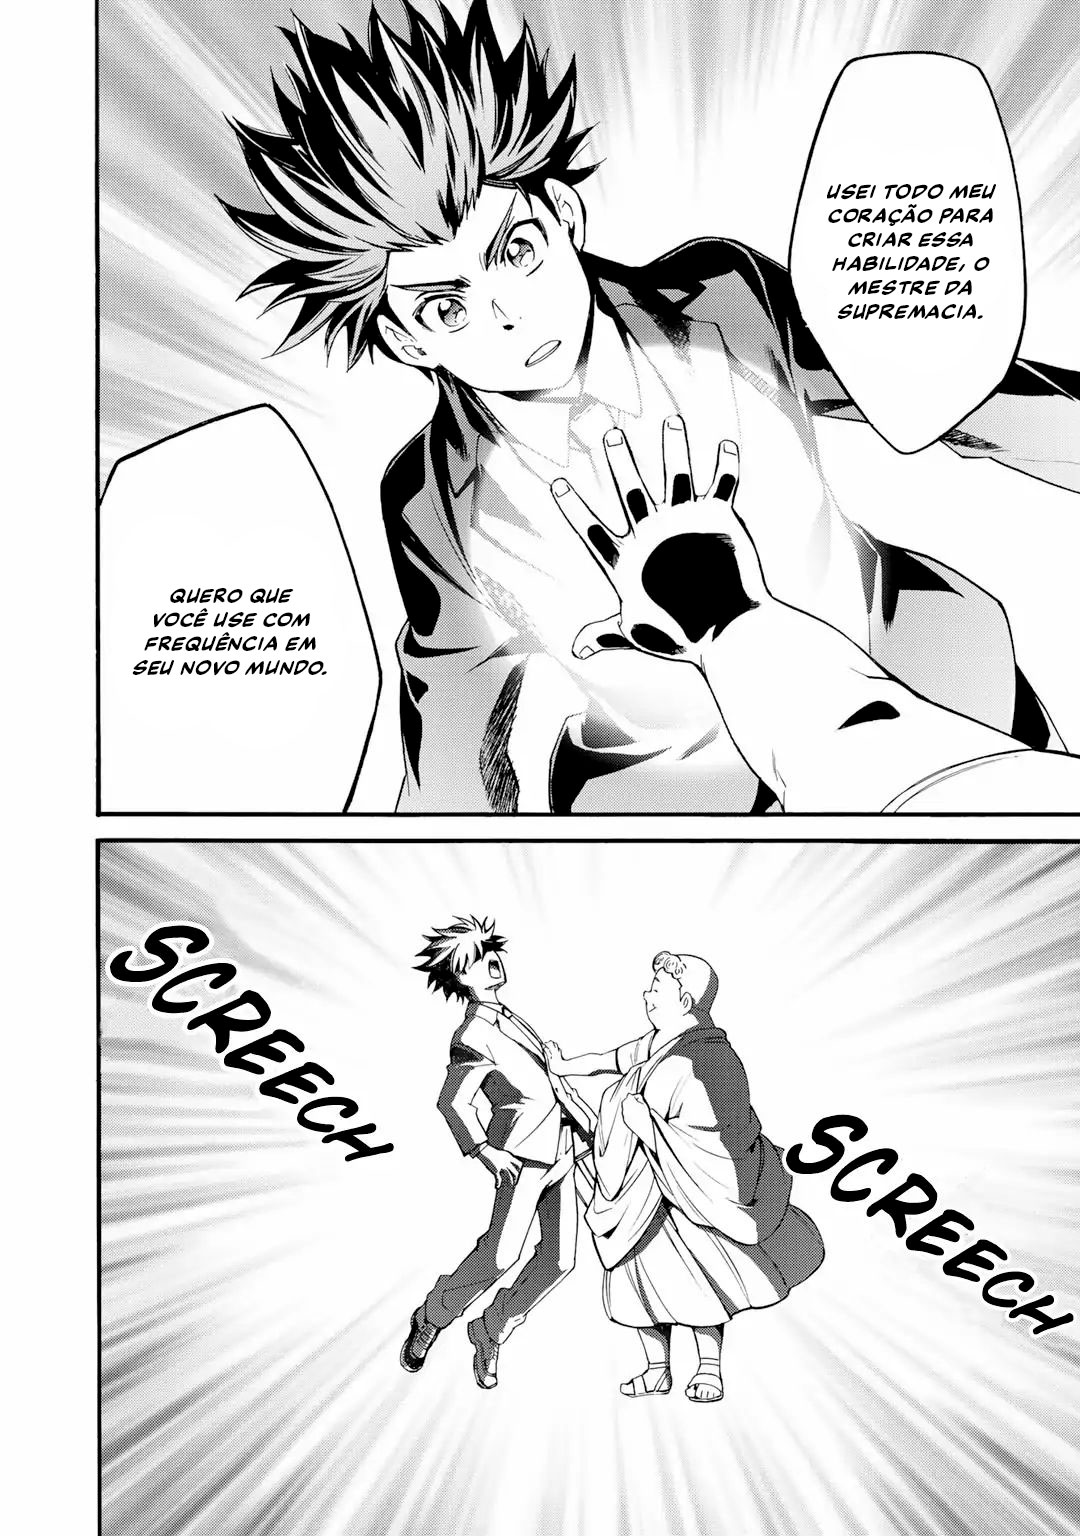 USEI TODO MEU
CORAÇÃO PARA
CRIAR ESSA
HABILIDADE, O
MESTRE DA
SUPREMACIA.
QUERO QUE
VOCÊ USE COM
FREQUÊNCIA EM
SEU NOVO MUNDO.
SCREECH
SCREECH